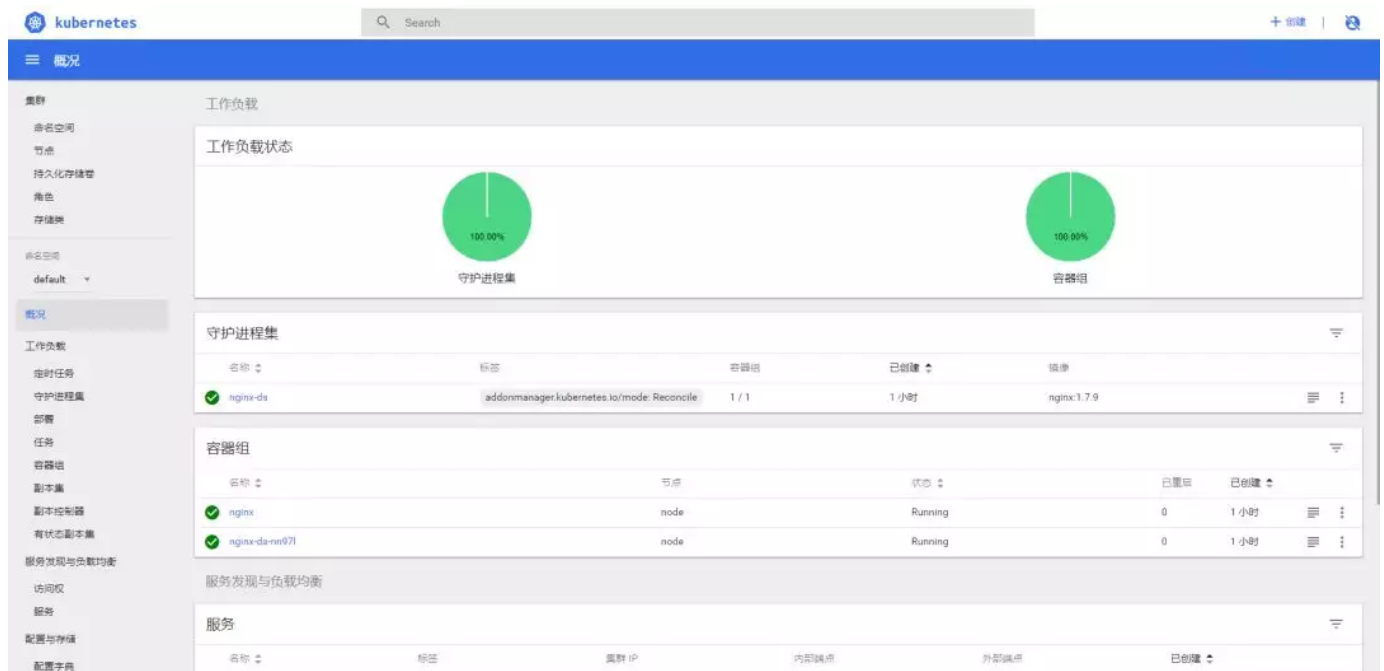 kubernetes
Search
+ 创建 |
概况
集群
命名空间
节点
持久化存储卷
角色
存储类
命名空间
default
概况
工作负载
定时任务
守护进程集
部署
任务
容器组
副本集
副本控制器
有状态副本集
服务发现与负载均衡
访问权
服务
配置与存储
配置字典
工作负载
工作负载状态
100.00%
守护进程集
100.00%
容器组
守护进程集
名称 标签 容器组 已创建 镜像
nginx-ds addonmanager.kubernetes.io/mode: Reconcile 1 / 1 1 小时 nginx:1.7.9
容器组
名称 节点 状态 已重启 已创建
nginx node Running 0 1 小时
nginx-ds-nn97l node Running 0 1 小时
服务发现与负载均衡
服务
名称 标签 集群 IP 内部端点 外部端点 已创建